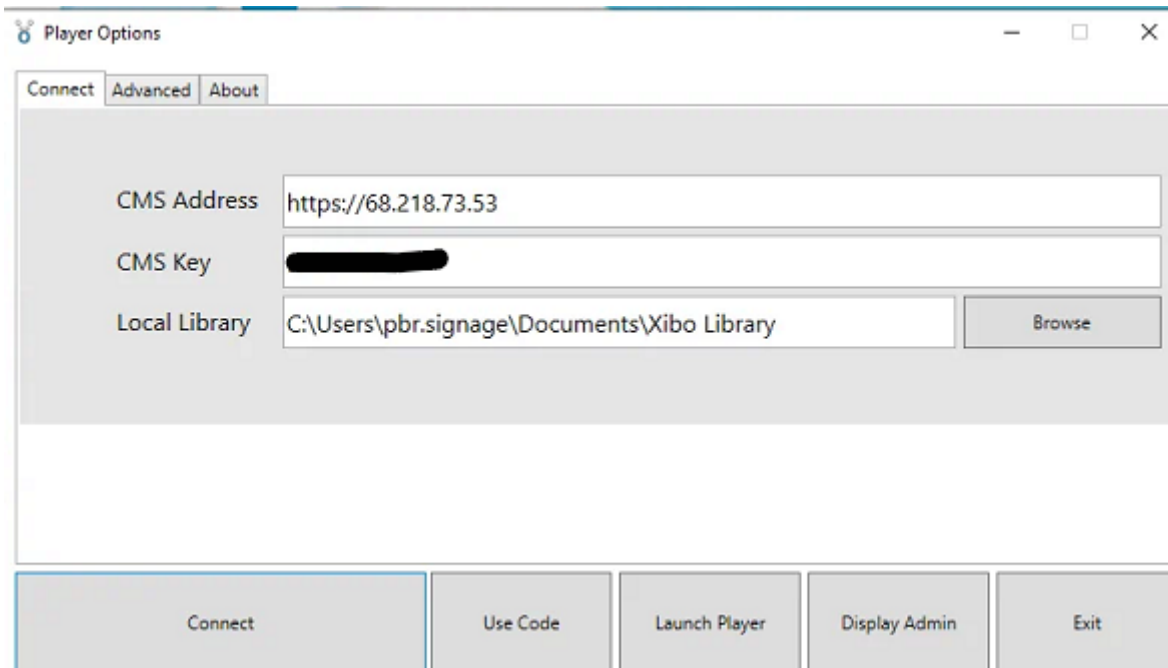 Player Options
Connect Advanced About
CMS Address https://68.218.73.53
CMS Key
Local Library C:\Users\pbr.signage\Documents\Xibo Library Browse
Connect Use Code Launch Player Display Admin Exit